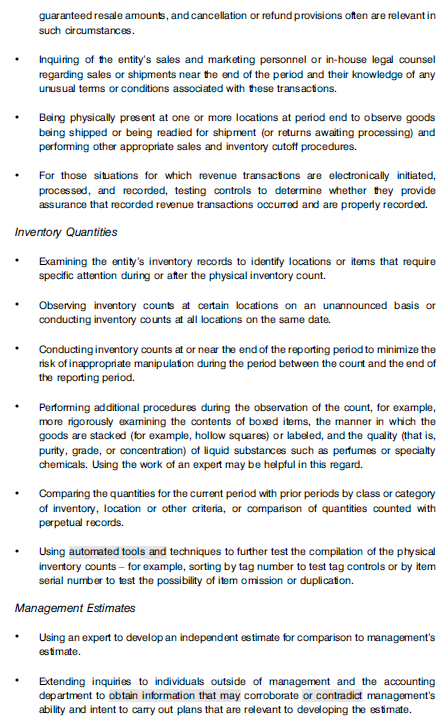 guaranteed resale amounts, and cancellation or refund provisions often are relevant in
such circumstances.
• Inquiring of the entity's sales and marketing personnel or in-house legal counsel
regarding sales or shipments near the end of the period and their knowledge of any
unusual terms or conditions associated with these transactions.
• Being physically present at one or more locations at period end to observe goods
being shipped or being readied for shipment (or returns awaiting processing) and
performing other appropriate sales and inventory cutoff procedures.
• For those situations for which revenue transactions are electronically initiated,
processed, and recorded, testing controls to determine whether they provide
assurance that recorded revenue transactions occurred and are properly recorded.
Inventory Quantities
• Examining the entity's inventory records to identify locations or items that require
specific attention during or after the physical inventory count.
• Observing inventory counts at certain locations on an unannounced basis or
conducting inventory counts at all locations on the same date.
• Conducting inventory counts at or near the end of the reporting period to minimize the
risk of inappropriate manipulation during the period between the count and the end of
the reporting period.
• Performing additional procedures during the observation of the count, for example,
more rigorously examining the contents of boxed items, the manner in which the
goods are stacked (for example, hollow squares) or labeled, and the quality (that is,
purity, grade, or concentration) of liquid substances such as perfumes or specialty
chemicals. Using the work of an expert may be helpful in this regard.
• Comparing the quantities for the current period with prior periods by class or category
of inventory, location or other criteria, or comparison of quantities counted with
perpetual records.
• Using automated tools and techniques to further test the compilation of the physical
inventory counts – for example, sorting by tag number to test tag controls or by item
serial number to test the possibility of item omission or duplication.
Management Estimates
• Using an expert to develop an independent estimate for comparison to management's
estimate.
• Extending inquiries to individuals outside of management and the accounting
department to obtain information that may corroborate or contradict management's
ability and intent to carry out plans that are relevant to developing the estimate.